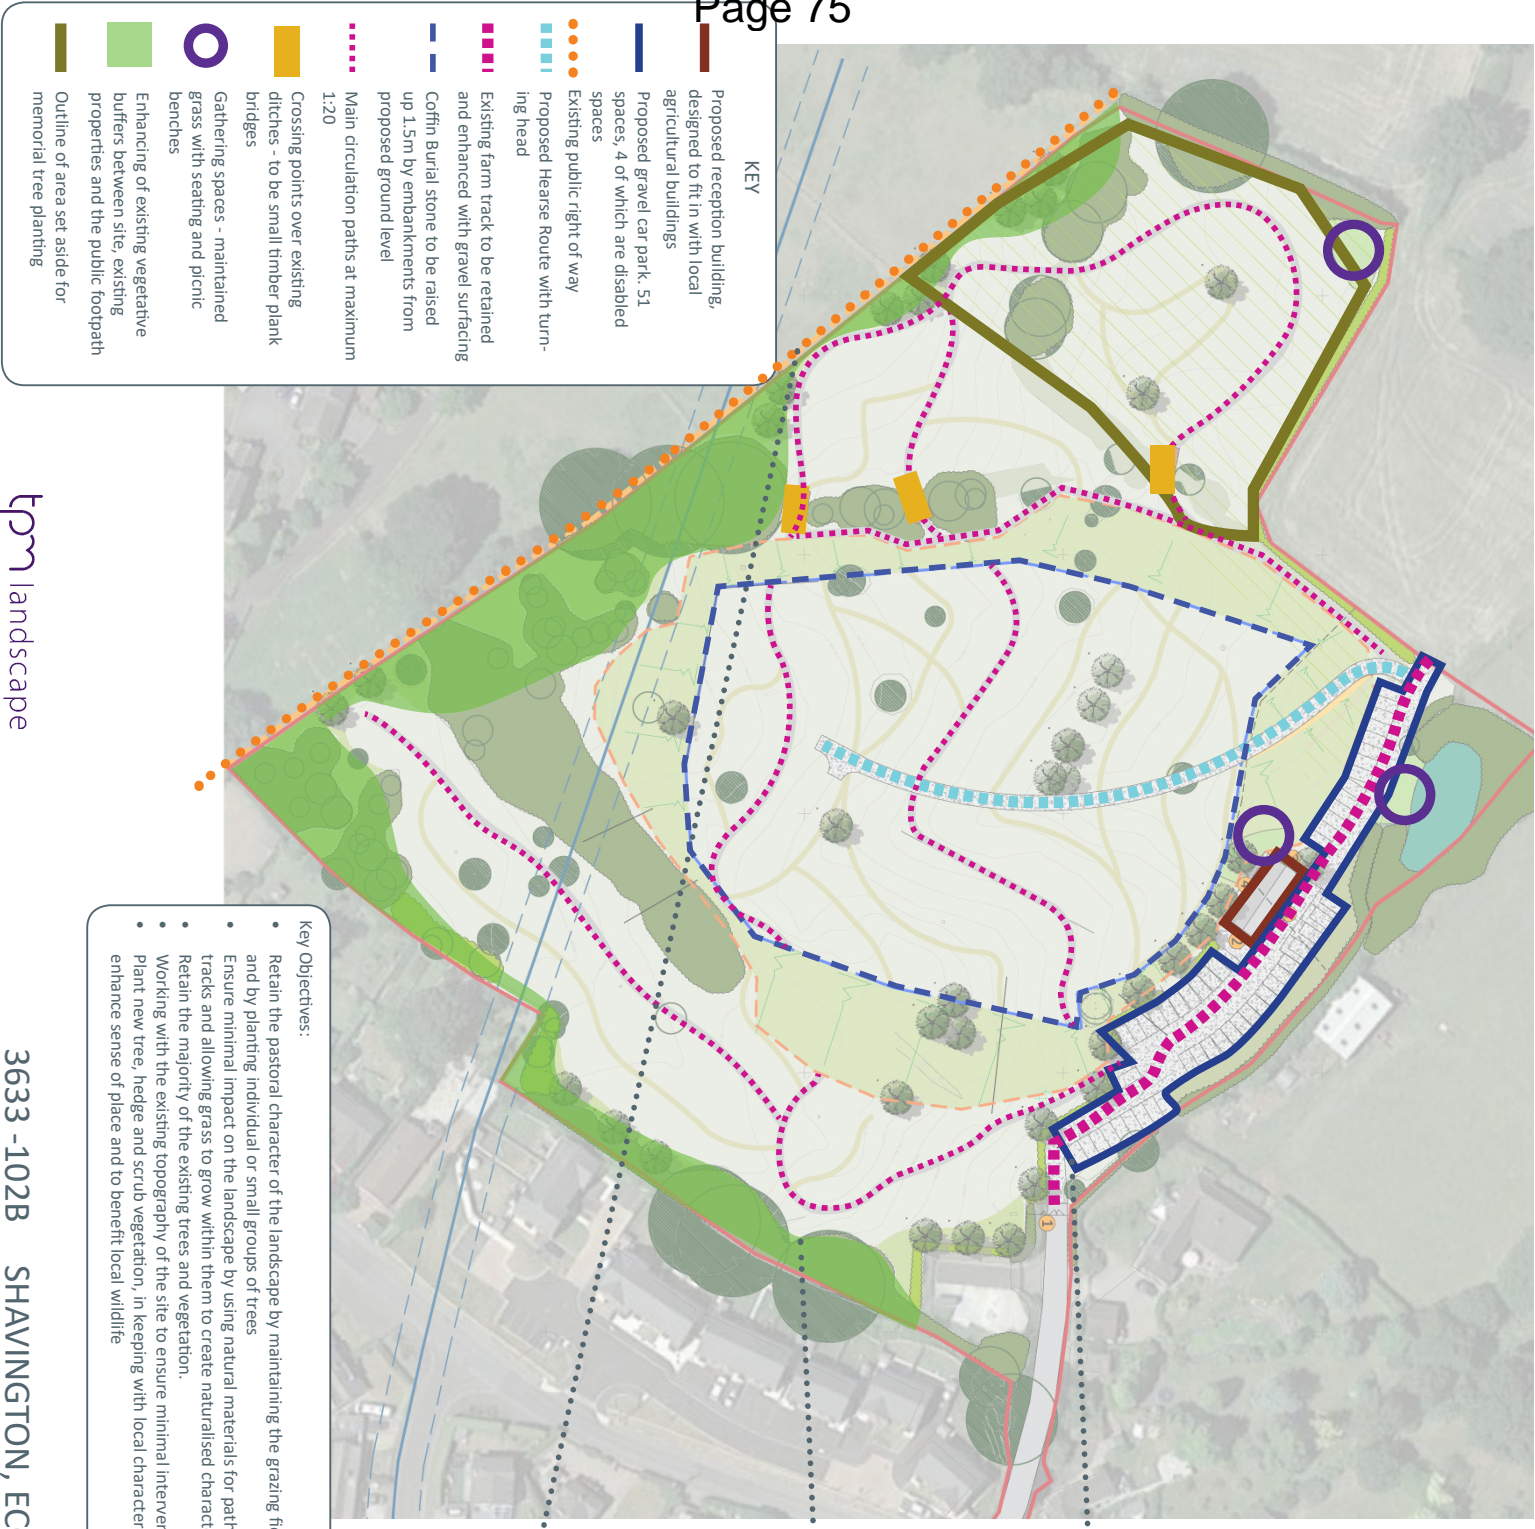 Page 75
KEY
Proposed reception building,
designed to fit in with local
agricultural buildings
Proposed gravel car park. 51
spaces, 4 of which are disabled
spaces
Existing public right of way
Proposed Hearse Route with turn-
ing head
Existing farm track to be retained
and enhanced with gravel surfacing
Coffin Burial stone to be raised
up 1.5m by embankments from
proposed ground level
Main circulation paths at maximum
1:20
Crossing points over existing
ditches - to be small timber plank
bridges
Gathering spaces - maintained
grass with seating and picnic
benches
Enhancing of existing vegetative
buffers between site, existing
properties and the public footpath
Outline of area set aside for
memorial tree planting
Key Objectives:
• Retain the pastoral character of the landscape by maintaining the grazing fi
and by planting individual or small groups of trees
• Ensure minimal impact on the landscape by using natural materials for path
tracks and allowing grass to grow within them to create naturalised charact
• Retain the majority of the existing trees and vegetation.
• Working with the existing topography of the site to ensure minimal interver
• Plant new tree, hedge and scrub vegetation, in keeping with local character
enhance sense of place and to benefit local wildlife
tpm landscape
3633 -102B SHAVINGTON, EC
2
1